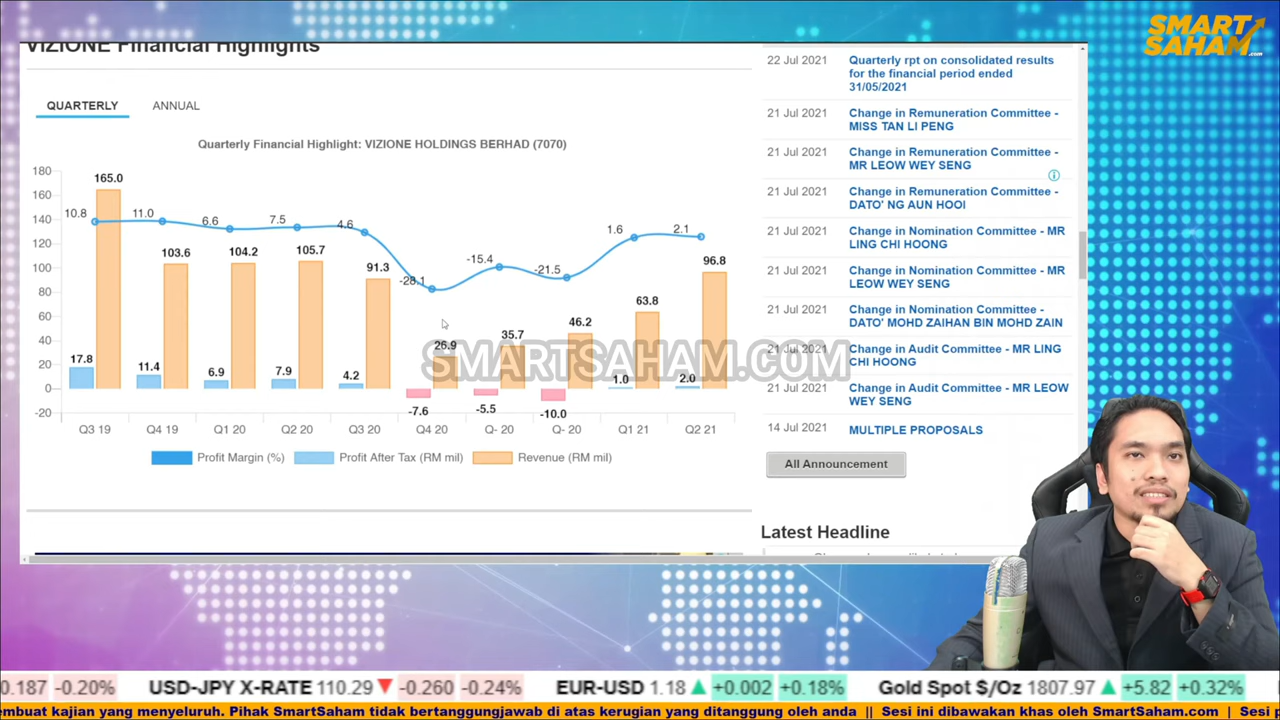 SMART
SAHAM.com
VIZIONE Financial Highlights
QUARTERLY ANNUAL
Quarterly Financial Highlight: VIZIONE HOLDINGS BERHAD (7070)
180
160
140
120
100
80
60
40
20
0
-20
10.8 11.0 6.6 7.5 4.6 -28.1 -15.4 -21.5 1.6 2.1
165.0 103.6 104.2 105.7 91.3 26.9 35.7 46.2 63.8 96.8
17.8 11.4 6.9 7.9 4.2 -7.6 -5.5 -10.0 1.0 2.0
Q3 19 Q4 19 Q1 20 Q2 20 Q3 20 Q4 20 Q- 20 Q- 20 Q1 21 Q2 21
Profit Margin (%) Profit After Tax (RM mil) Revenue (RM mil)
SMARTSAHAM.COM
22 Jul 2021 Quarterly rpt on consolidated results
for the financial period ended
31/05/2021
21 Jul 2021 Change in Remuneration Committee -
MISS TAN LI PENG
21 Jul 2021 Change in Remuneration Committee -
MR LEOW WEY SENG
21 Jul 2021 Change in Remuneration Committee -
DATO' NG AUN HOOI
21 Jul 2021 Change in Nomination Committee - MR
LING CHI HOONG
21 Jul 2021 Change in Nomination Committee - MR
LEOW WEY SENG
21 Jul 2021 Change in Nomination Committee -
DATO' MOHD ZAIHAN BIN MOHD ZAIN
21 Jul 2021 Change in Audit Committee - MR LING
CHI HOONG
21 Jul 2021 Change in Audit Committee - MR LEOW
WEY SENG
14 Jul 2021 MULTIPLE PROPOSALS
All Announcement
Latest Headline
0.187 -0.20% USD-JPY X-RATE 110.29 -0.260 -0.24% EUR-USD 1.18 +0.002 +0.18% Gold Spot $/Oz 1807.97 +5.82 +0.32%
embuat kajian yang menyeluruh. Pihak SmartSaham tidak bertanggungjawab di atas kerugian yang ditanggung oleh anda || Sesi ini dibawakan khas oleh SmartSaham.com | Sesi i